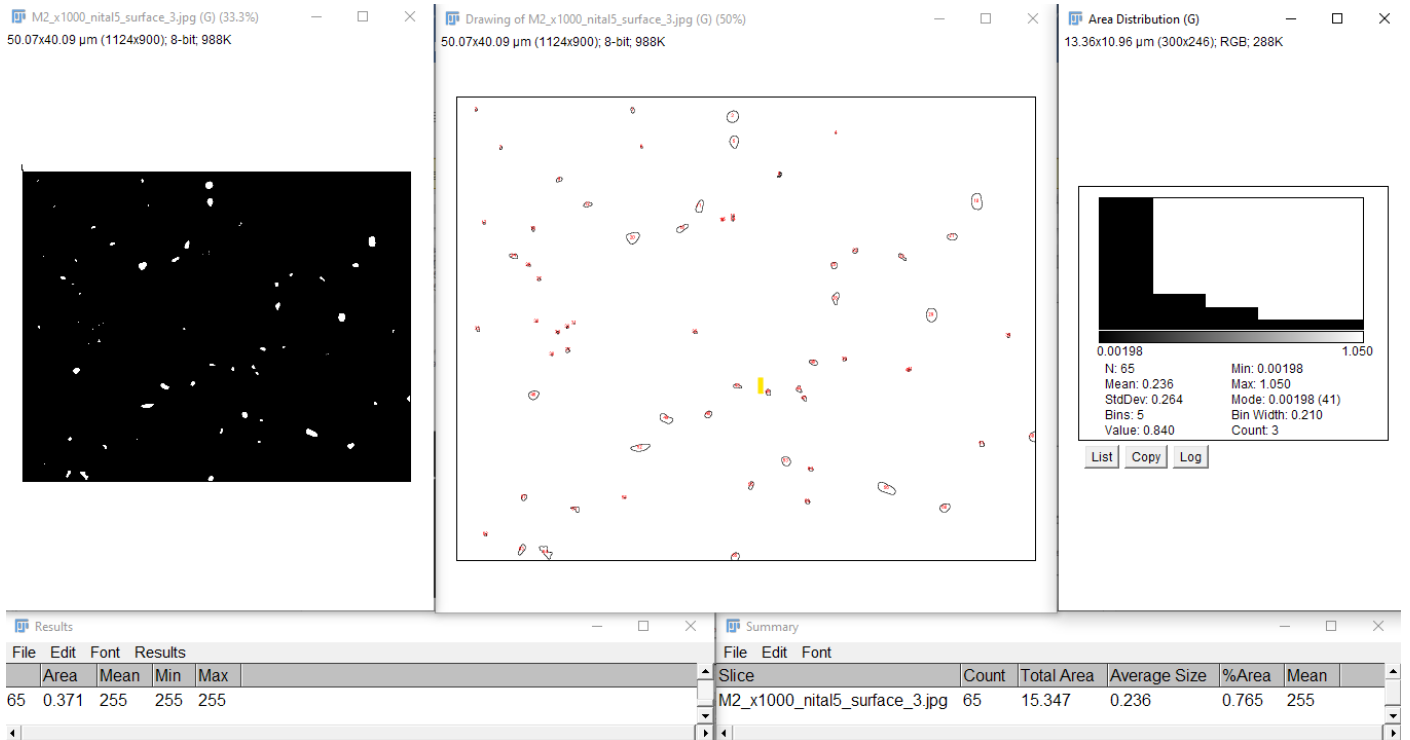 M2_x1000_nital5_surface_3.jpg (G) (33.3%)
50.07x40.09 µm (1124x900); 8-bit; 988K
Drawing of M2_x1000_nital5_surface_3.jpg (G) (50%)
50.07x40.09 µm (1124x900); 8-bit; 988K
Area Distribution (G)
13.36x10.96 µm (300x246); RGB; 288K
0.00198 1.050
N: 65 Min: 0.00198
Mean: 0.236 Max: 1.050
StdDev: 0.264 Mode: 0.00198 (41)
Bins: 5 Bin Width: 0.210
Value: 0.840 Count: 3
List Copy Log
Results
File Edit Font Results
Area Mean Min Max
65 0.371 255 255 255
Summary
File Edit Font
Slice Count Total Area Average Size %Area Mean
M2_x1000_nital5_surface_3.jpg 65 15.347 0.236 0.765 255